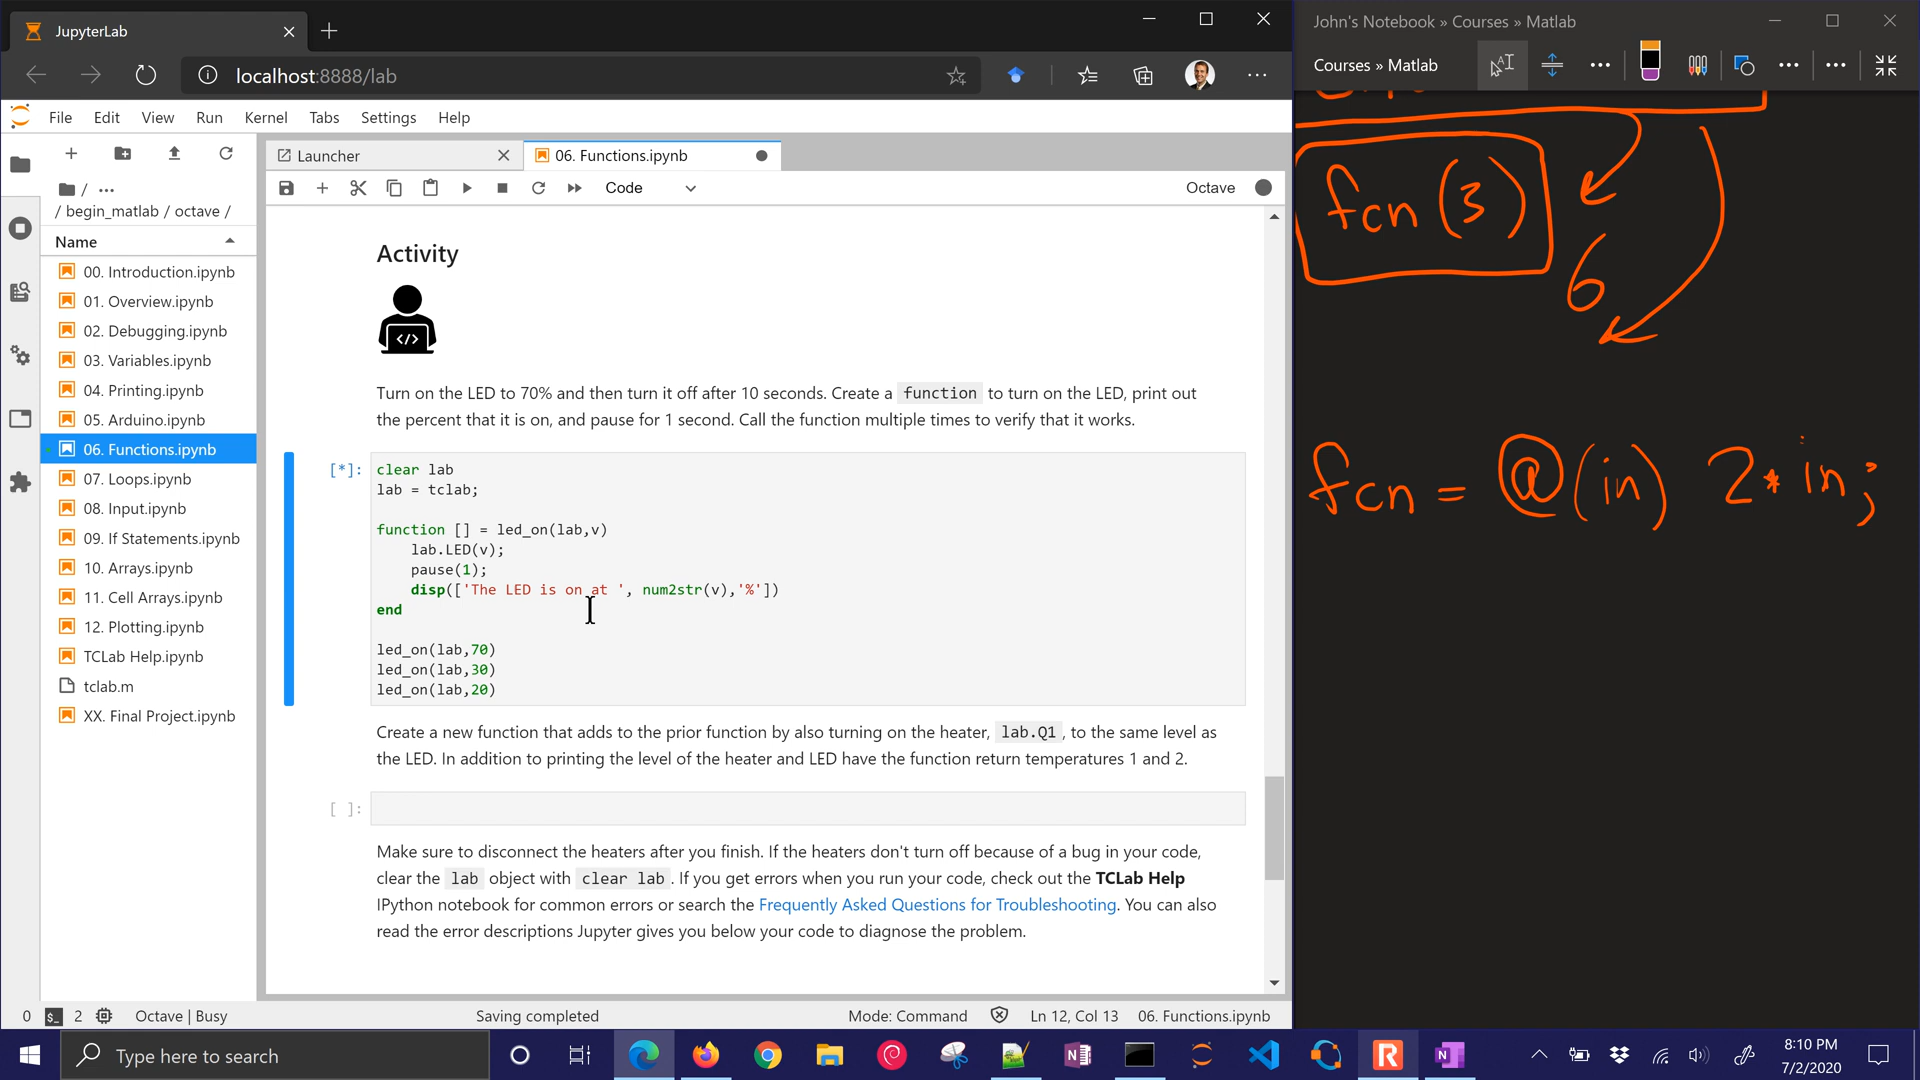 JupyterLab
localhost:8888/lab
File Edit View Run Kernel Tabs Settings Help
/ ...
/ begin_matlab / octave /
Name
00. Introduction.ipynb
01. Overview.ipynb
02. Debugging.ipynb
03. Variables.ipynb
04. Printing.ipynb
05. Arduino.ipynb
06. Functions.ipynb
07. Loops.ipynb
08. Input.ipynb
09. If Statements.ipynb
10. Arrays.ipynb
11. Cell Arrays.ipynb
12. Plotting.ipynb
TCLab Help.ipynb
tclab.m
XX. Final Project.ipynb
Launcher
06. Functions.ipynb
Code
Octave
Activity
</>
Turn on the LED to 70% and then turn it off after 10 seconds. Create a function to turn on the LED, print out
the percent that it is on, and pause for 1 second. Call the function multiple times to verify that it works.
[*]:
clear lab
lab = tclab;
function [] = led_on(lab,v)
lab.LED(v);
pause(1);
disp(['The LED is on at ', num2str(v),'%'])
end
led_on(lab,70)
led_on(lab,30)
led_on(lab,20)
Create a new function that adds to the prior function by also turning on the heater, lab.Q1 , to the same level as
the LED. In addition to printing the level of the heater and LED have the function return temperatures 1 and 2.
[ ]:
Make sure to disconnect the heaters after you finish. If the heaters don't turn off because of a bug in your code,
clear the lab object with clear lab . If you get errors when you run your code, check out the TCLab Help
IPython notebook for common errors or search the Frequently Asked Questions for Troubleshooting. You can also
read the error descriptions Jupyter gives you below your code to diagnose the problem.
0 $_ 2 Octave | Busy
Saving completed
Mode: Command
Ln 12, Col 13
06. Functions.ipynb
John's Notebook » Courses » Matlab
Courses » Matlab
fcn (3)
6
fcn = @(in) 2*in;
Type here to search
8:10 PM
7/2/2020